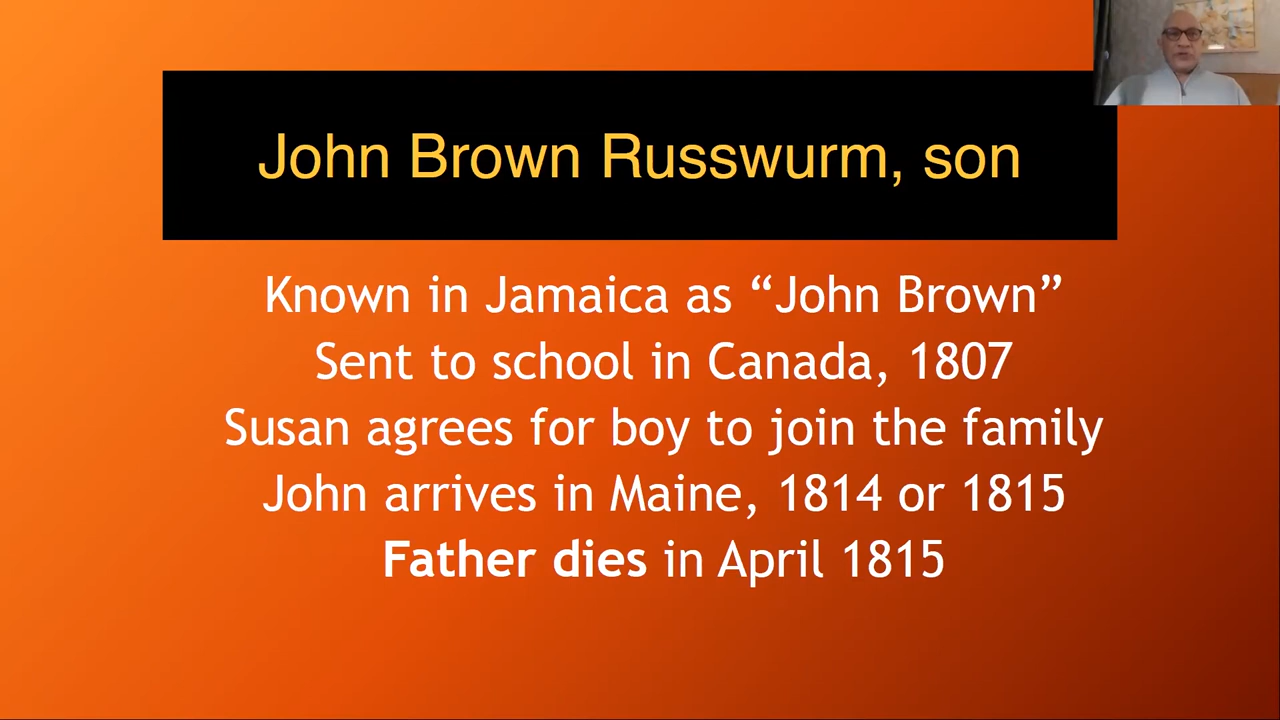 John Brown Russwurm, son
Known in Jamaica as “John Brown”
Sent to school in Canada, 1807
Susan agrees for boy to join the family
John arrives in Maine, 1814 or 1815
Father dies in April 1815